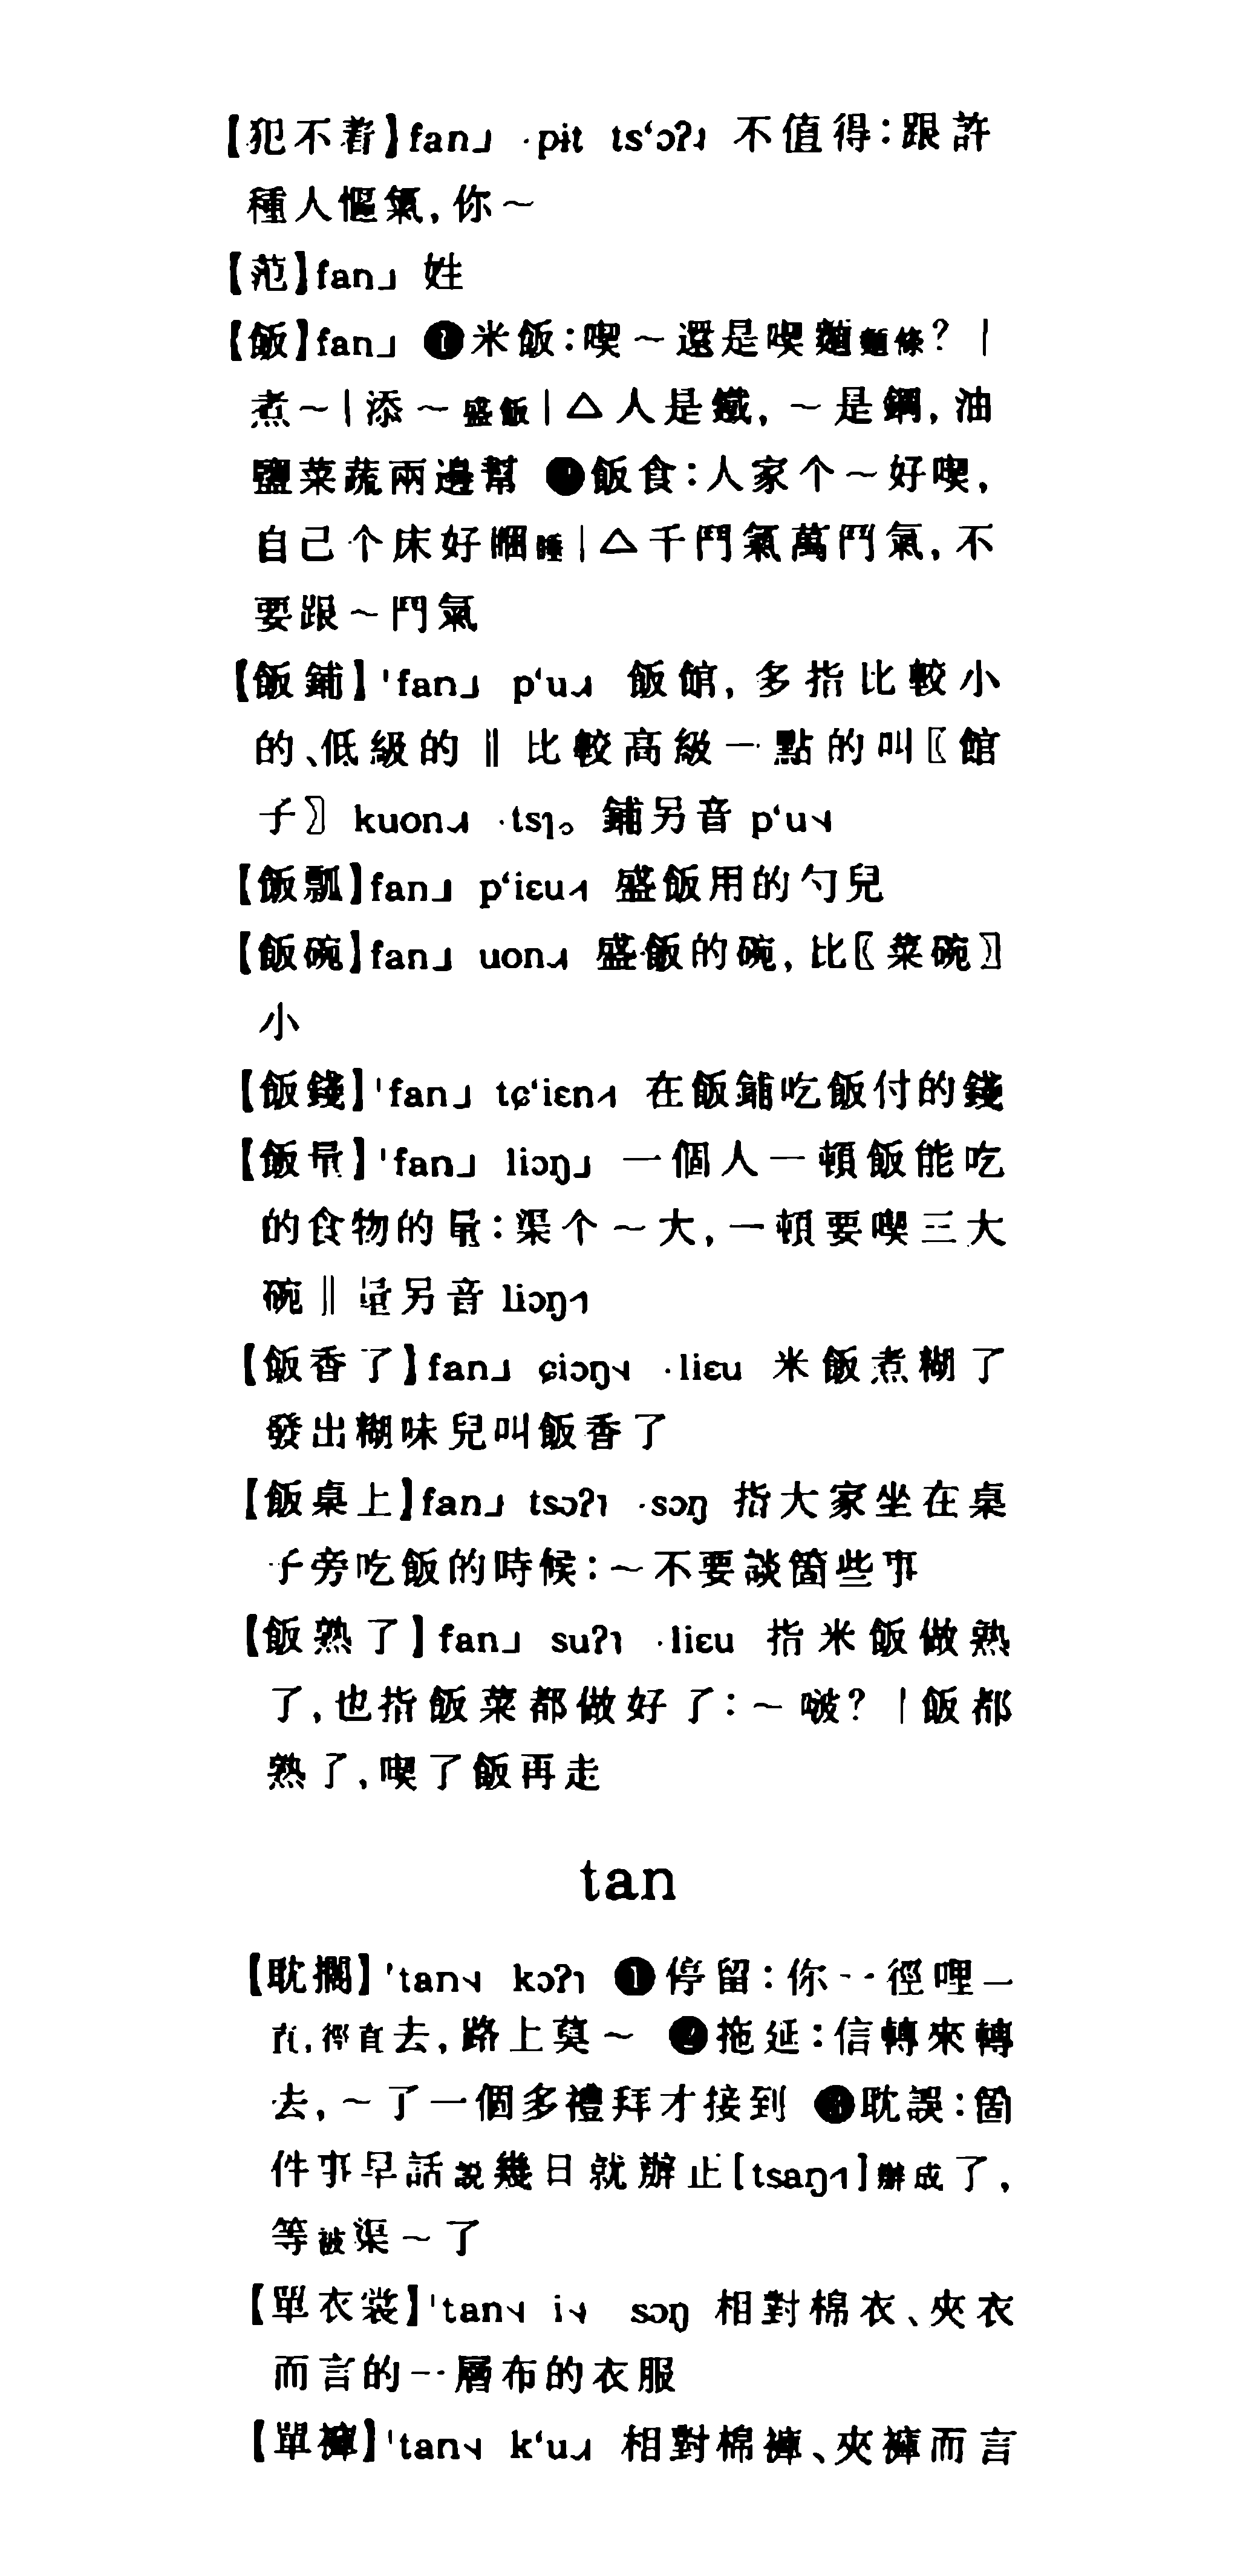 【犯不着】fan˩ ·pit ts‘ɔʔ˩ 不值得:跟許
種人慪氣,你～
【范】fan˩ 姓
【飯】fan˩ ❶米飯:喫～還是喫麵麵條?｜
煮～｜添～盛飯｜△人是鐵,～是鋼,油
鹽菜蔬兩邊幫 ❷飯食:人家个～好喫,
自己个床好睏睡｜△千鬥氣萬鬥氣,不
要跟～鬥氣
【飯鋪】'fan˩ p‘u˩ 飯館,多指比較小
的、低級的‖比較高級一點的叫〖館
子〗kuon˩ ·tsɿ。鋪另音 p‘u˧
【飯瓢】fan˩ p‘iɛu˧ 盛飯用的勺兒
【飯碗】fan˩ uon˩ 盛飯的碗,比〖菜碗〗
小
【飯錢】'fan˩ tɕ‘iɛn˧ 在飯鋪吃飯付的錢
【飯量】'fan˩ liɔŋ˩ 一個人一頓飯能吃
的食物的量:渠个～大,一頓要喫三大
碗‖量另音 liɔŋ˧
【飯香了】fan˩ ɕiɔŋ˧ ·liɛu 米飯煮糊了
發出糊味兒叫飯香了
【飯桌上】fan˩ tsɔʔ˥ ·sɔŋ 指大家坐在桌
子旁吃飯的時候:～不要談箇些事
【飯熟了】fan˩ suʔ˥ ·liɛu 指米飯做熟
了,也指飯菜都做好了:～啵?｜飯都
熟了,喫了飯再走
tan
【耽擱】'tan˧ kɔʔ˥ ❶停留:你一徑哩一
直,徑直去,路上莫～ ❷拖延:信轉來轉
去,～了一個多禮拜才接到 ❸耽誤:箇
件事早話說幾日就辦正[tsaŋ˧]辦成了,
等被渠～了
【單衣裳】'tan˧ i˧ sɔŋ 相對棉衣、夾衣
而言的一層布的衣服
【單褲】'tan˧ k‘u˩ 相對棉褲、夾褲而言